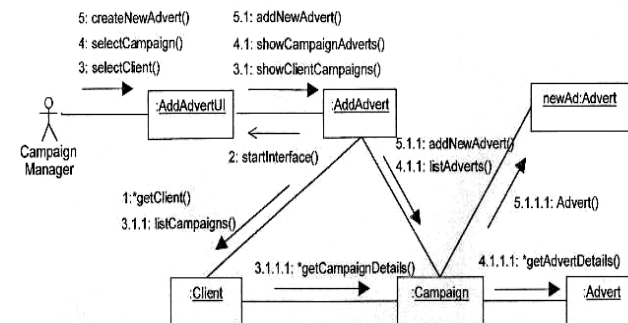 5: createNewAdvert()
4: selectCampaign()
3: selectClient()
5.1: addNewAdvert()
4.1: showCampaignAdverts()
3.1: showClientCampaigns()
:AddAdvertUI
:AddAdvert
newAd:Advert
Campaign
Manager
2: startInterface()
5.1.1: addNewAdvert()
4.1.1: listAdverts()
1:*getClient()
3.1.1: listCampaigns()
5.1.1.1: Advert()
3.1.1.1: *getCampaignDetails()
4.1.1.1: *getAdvertDetails()
:Client
:Campaign
:Advert